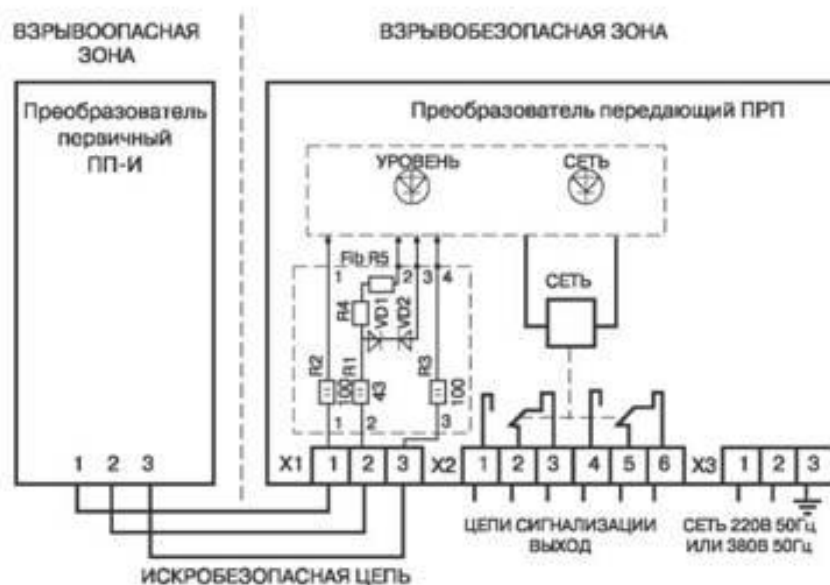 ВЗРЫВООПАСНАЯ
ЗОНА
ВЗРЫВОБЕЗОПАСНАЯ ЗОНА
Преобразователь
первичный
ПП-И
Преобразователь передающий ПРП
УРОВЕНЬ
СЕТЬ
1
R5
2
3
4
R4
VD1
VD2
СЕТЬ
R2
100
R1
43
R3
100
1
2
3
1 2 3
X1 1 2 3
X2 1 2 3 4 5 6
X3 1 2 3
ЦЕПИ СИГНАЛИЗАЦИИ
ВЫХОД
СЕТЬ 220В 50Гц
ИЛИ 380В 50Гц
ИСКРОБЕЗОПАСНАЯ ЦЕПЬ